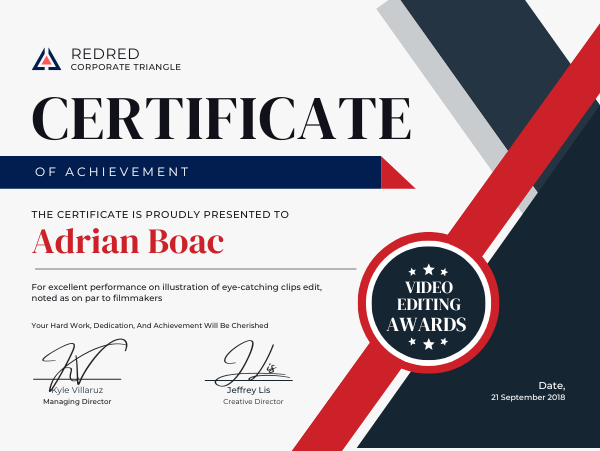 REDRED
CORPORATE TRIANGLE
CERTIFICATE
OF ACHIEVEMENT
THE CERTIFICATE IS PROUDLY PRESENTED TO
Adrian Boac
For excellent performance on illustration of eye-catching clips edit,
noted as on par to filmmakers
Your Hard Work, Dedication, And Achievement Will Be Cherished
Kyle Villaruz
Managing Director
Jeffrey Lis
Creative Director
VIDEO
EDITING
AWARDS
Date,
21 September 2018